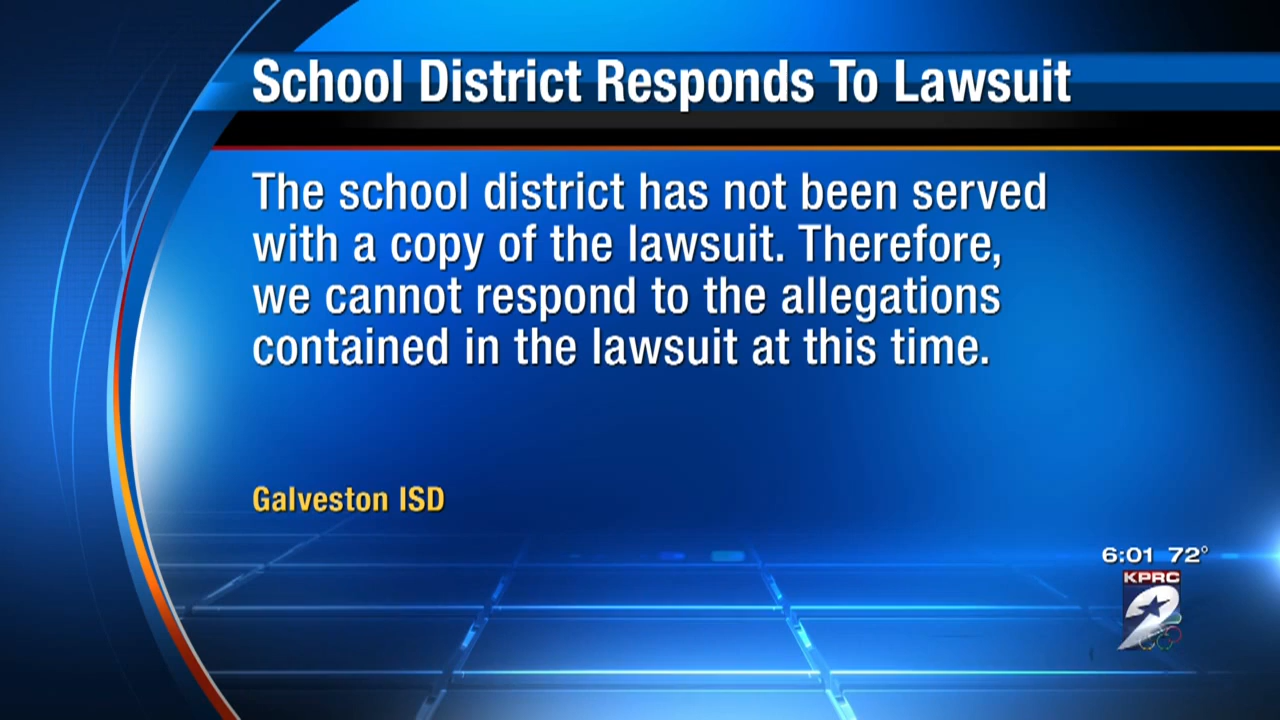 School District Responds To Lawsuit
The school district has not been served
with a copy of the lawsuit. Therefore,
we cannot respond to the allegations
contained in the lawsuit at this time.
Galveston ISD
6:01 72°
KPRC
2